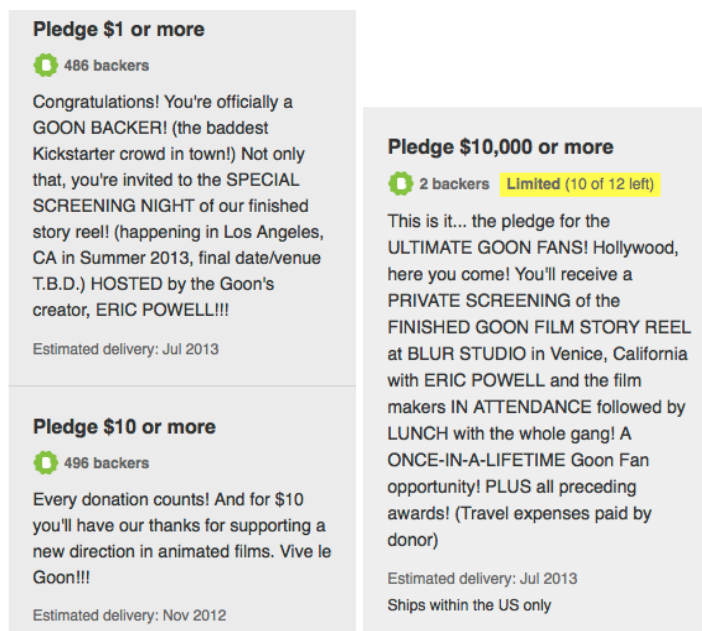 Pledge $1 or more
486 backers
Congratulations! You're officially a
GOON BACKER! (the baddest
Kickstarter crowd in town!) Not only
that, you're invited to the SPECIAL
SCREENING NIGHT of our finished
story reel! (happening in Los Angeles,
CA in Summer 2013, final date/venue
T.B.D.) HOSTED by the Goon's
creator, ERIC POWELL!!!
Estimated delivery: Jul 2013
Pledge $10 or more
496 backers
Every donation counts! And for $10
you'll have our thanks for supporting a
new direction in animated films. Vive le
Goon!!!
Estimated delivery: Nov 2012
Pledge $10,000 or more
2 backers Limited (10 of 12 left)
This is it... the pledge for the
ULTIMATE GOON FANS! Hollywood,
here you come! You'll receive a
PRIVATE SCREENING of the
FINISHED GOON FILM STORY REEL
at BLUR STUDIO in Venice, California
with ERIC POWELL and the film
makers IN ATTENDANCE followed by
LUNCH with the whole gang! A
ONCE-IN-A-LIFETIME Goon Fan
opportunity! PLUS all preceding
awards! (Travel expenses paid by
donor)
Estimated delivery: Jul 2013
Ships within the US only